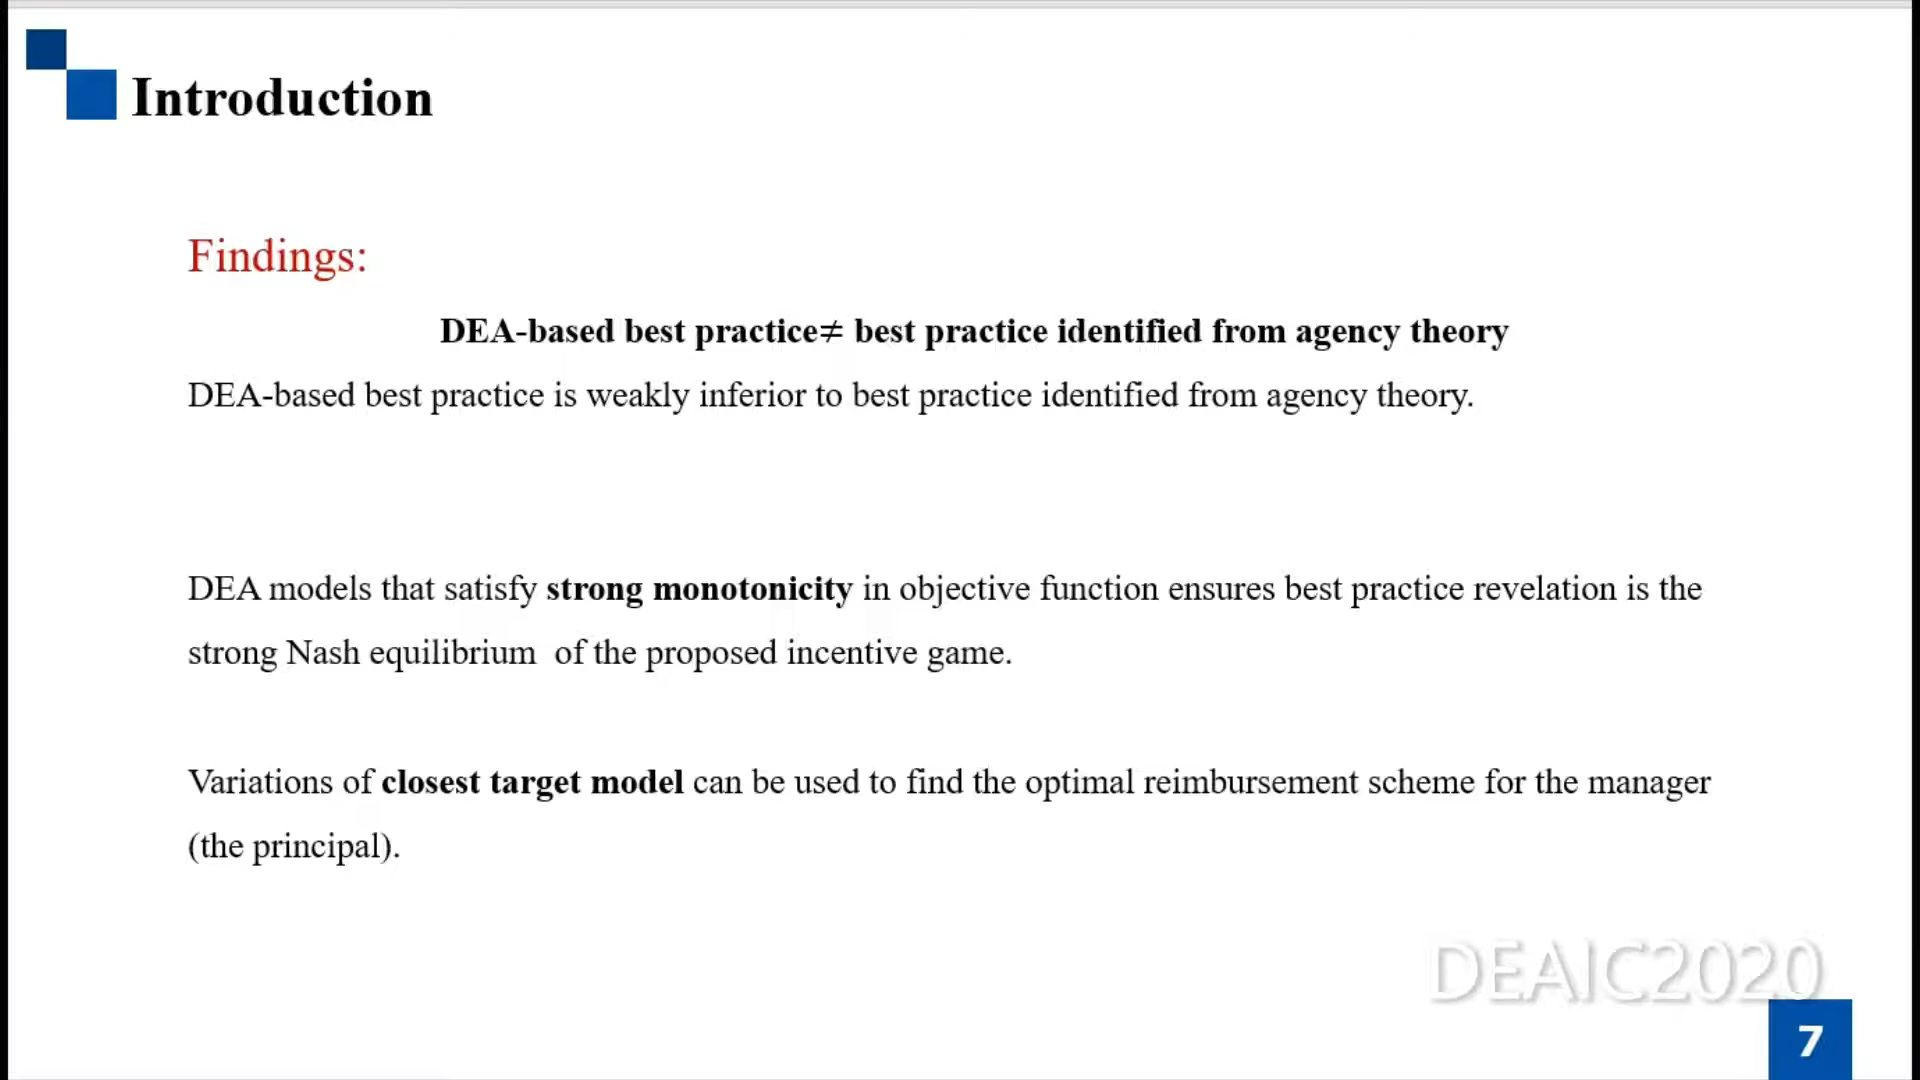 Introduction
Findings:
DEA-based best practice≠ best practice identified from agency theory
DEA-based best practice is weakly inferior to best practice identified from agency theory.
DEA models that satisfy strong monotonicity in objective function ensures best practice revelation is the
strong Nash equilibrium  of the proposed incentive game.
Variations of closest target model can be used to find the optimal reimbursement scheme for the manager
(the principal).
DEAIC2020
7